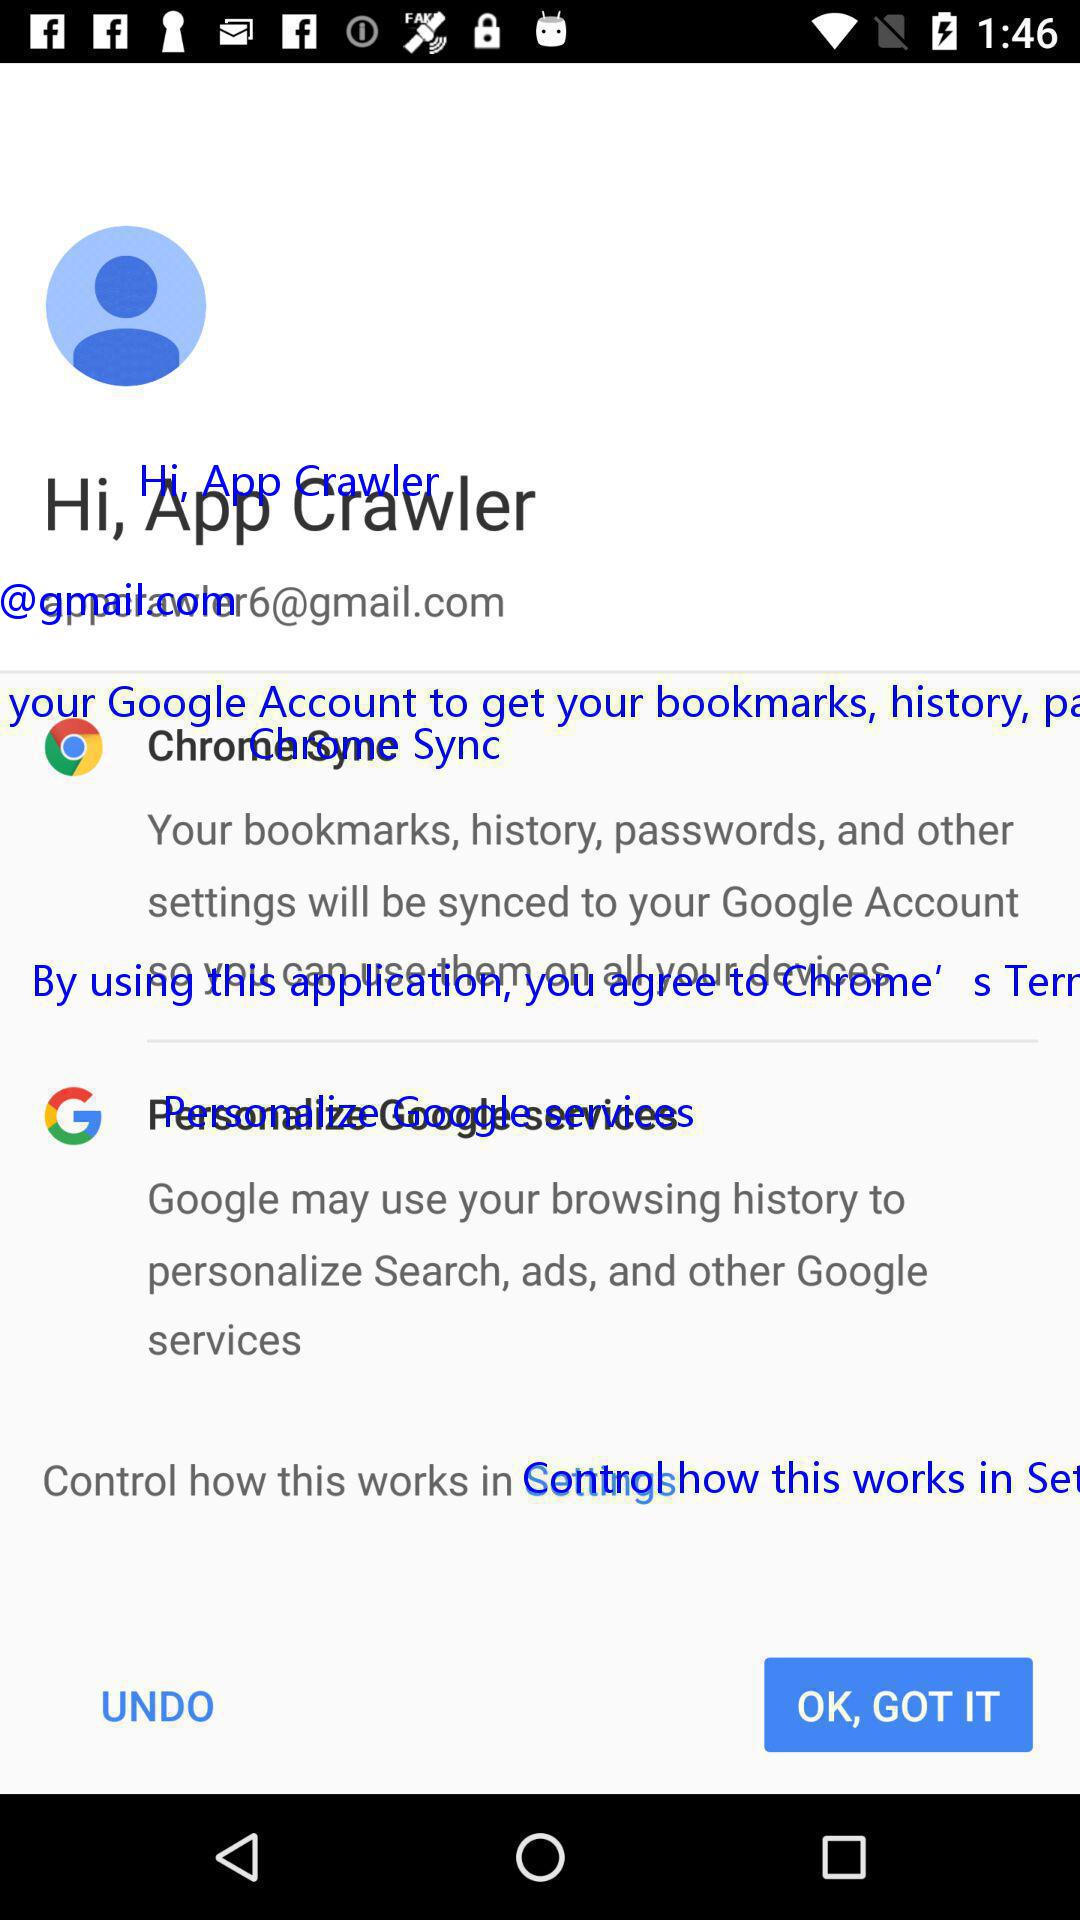 FAKE 1:46
Hi, App Crawler
Hi, App Crawler
@gmail.com
appcrawler6@gmail.com
your Google Account to get your bookmarks, history, pa
Chrome Sync
Chrome Sync
Your bookmarks, history, passwords, and other
settings will be synced to your Google Account
so you can use them on all your devices
By using this application, you agree to Chrome’s Terr
Personalize Google services
Personalize Google services
Google may use your browsing history to
personalize Search, ads, and other Google
services
Control how this works in Settings
Control how this works in Set
UNDO
OK, GOT IT